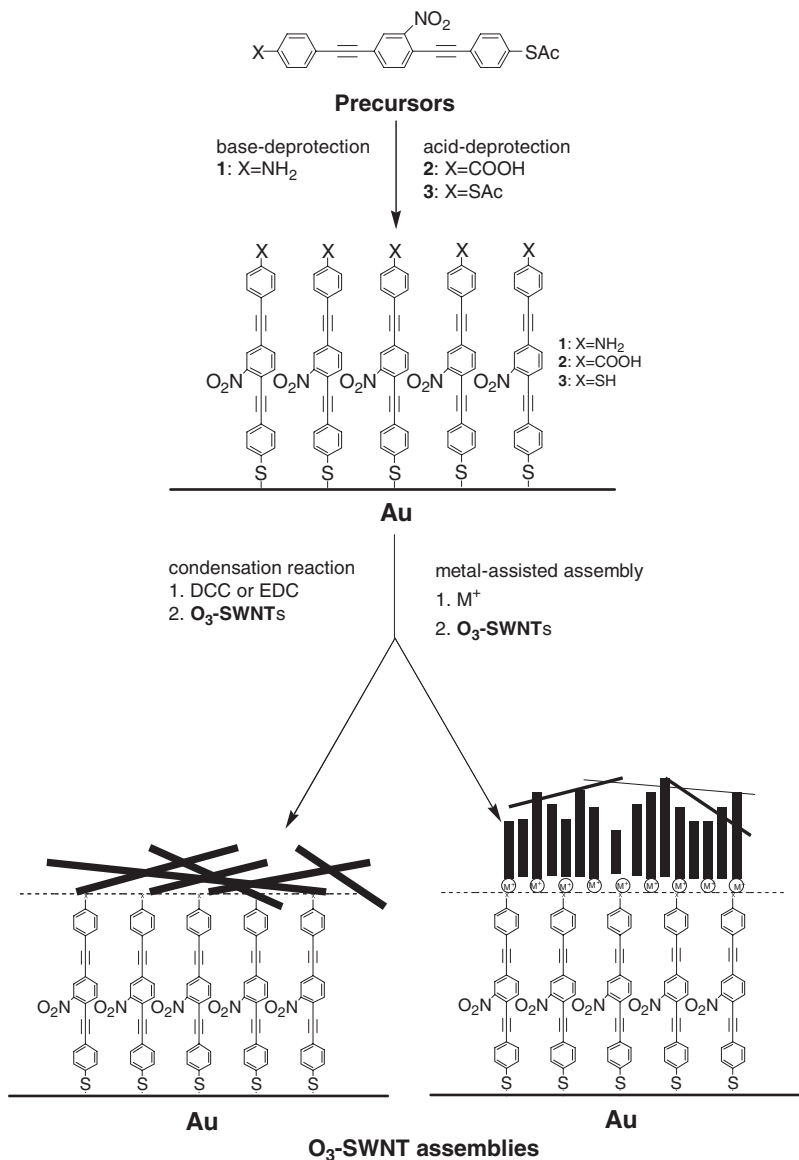 NO2
X
SAc
Precursors
base-deprotection
1: X=NH2
acid-deprotection
2: X=COOH
3: X=SAc
X X X X X
1: X=NH2
2: X=COOH
3: X=SH
O2N O2N O2N O2N O2N
S S S S S
Au
condensation reaction
1. DCC or EDC
2. O3-SWNTs
metal-assisted assembly
1. M+
2. O3-SWNTs
M+ M+ M+ M+ M+ M+ M+ M+ M+
x x x x x
x x x x x
O2N O2N O2N O2N O2N
O2N O2N O2N O2N O2N
S S S S S
S S S S S
Au
Au
O3-SWNT assemblies